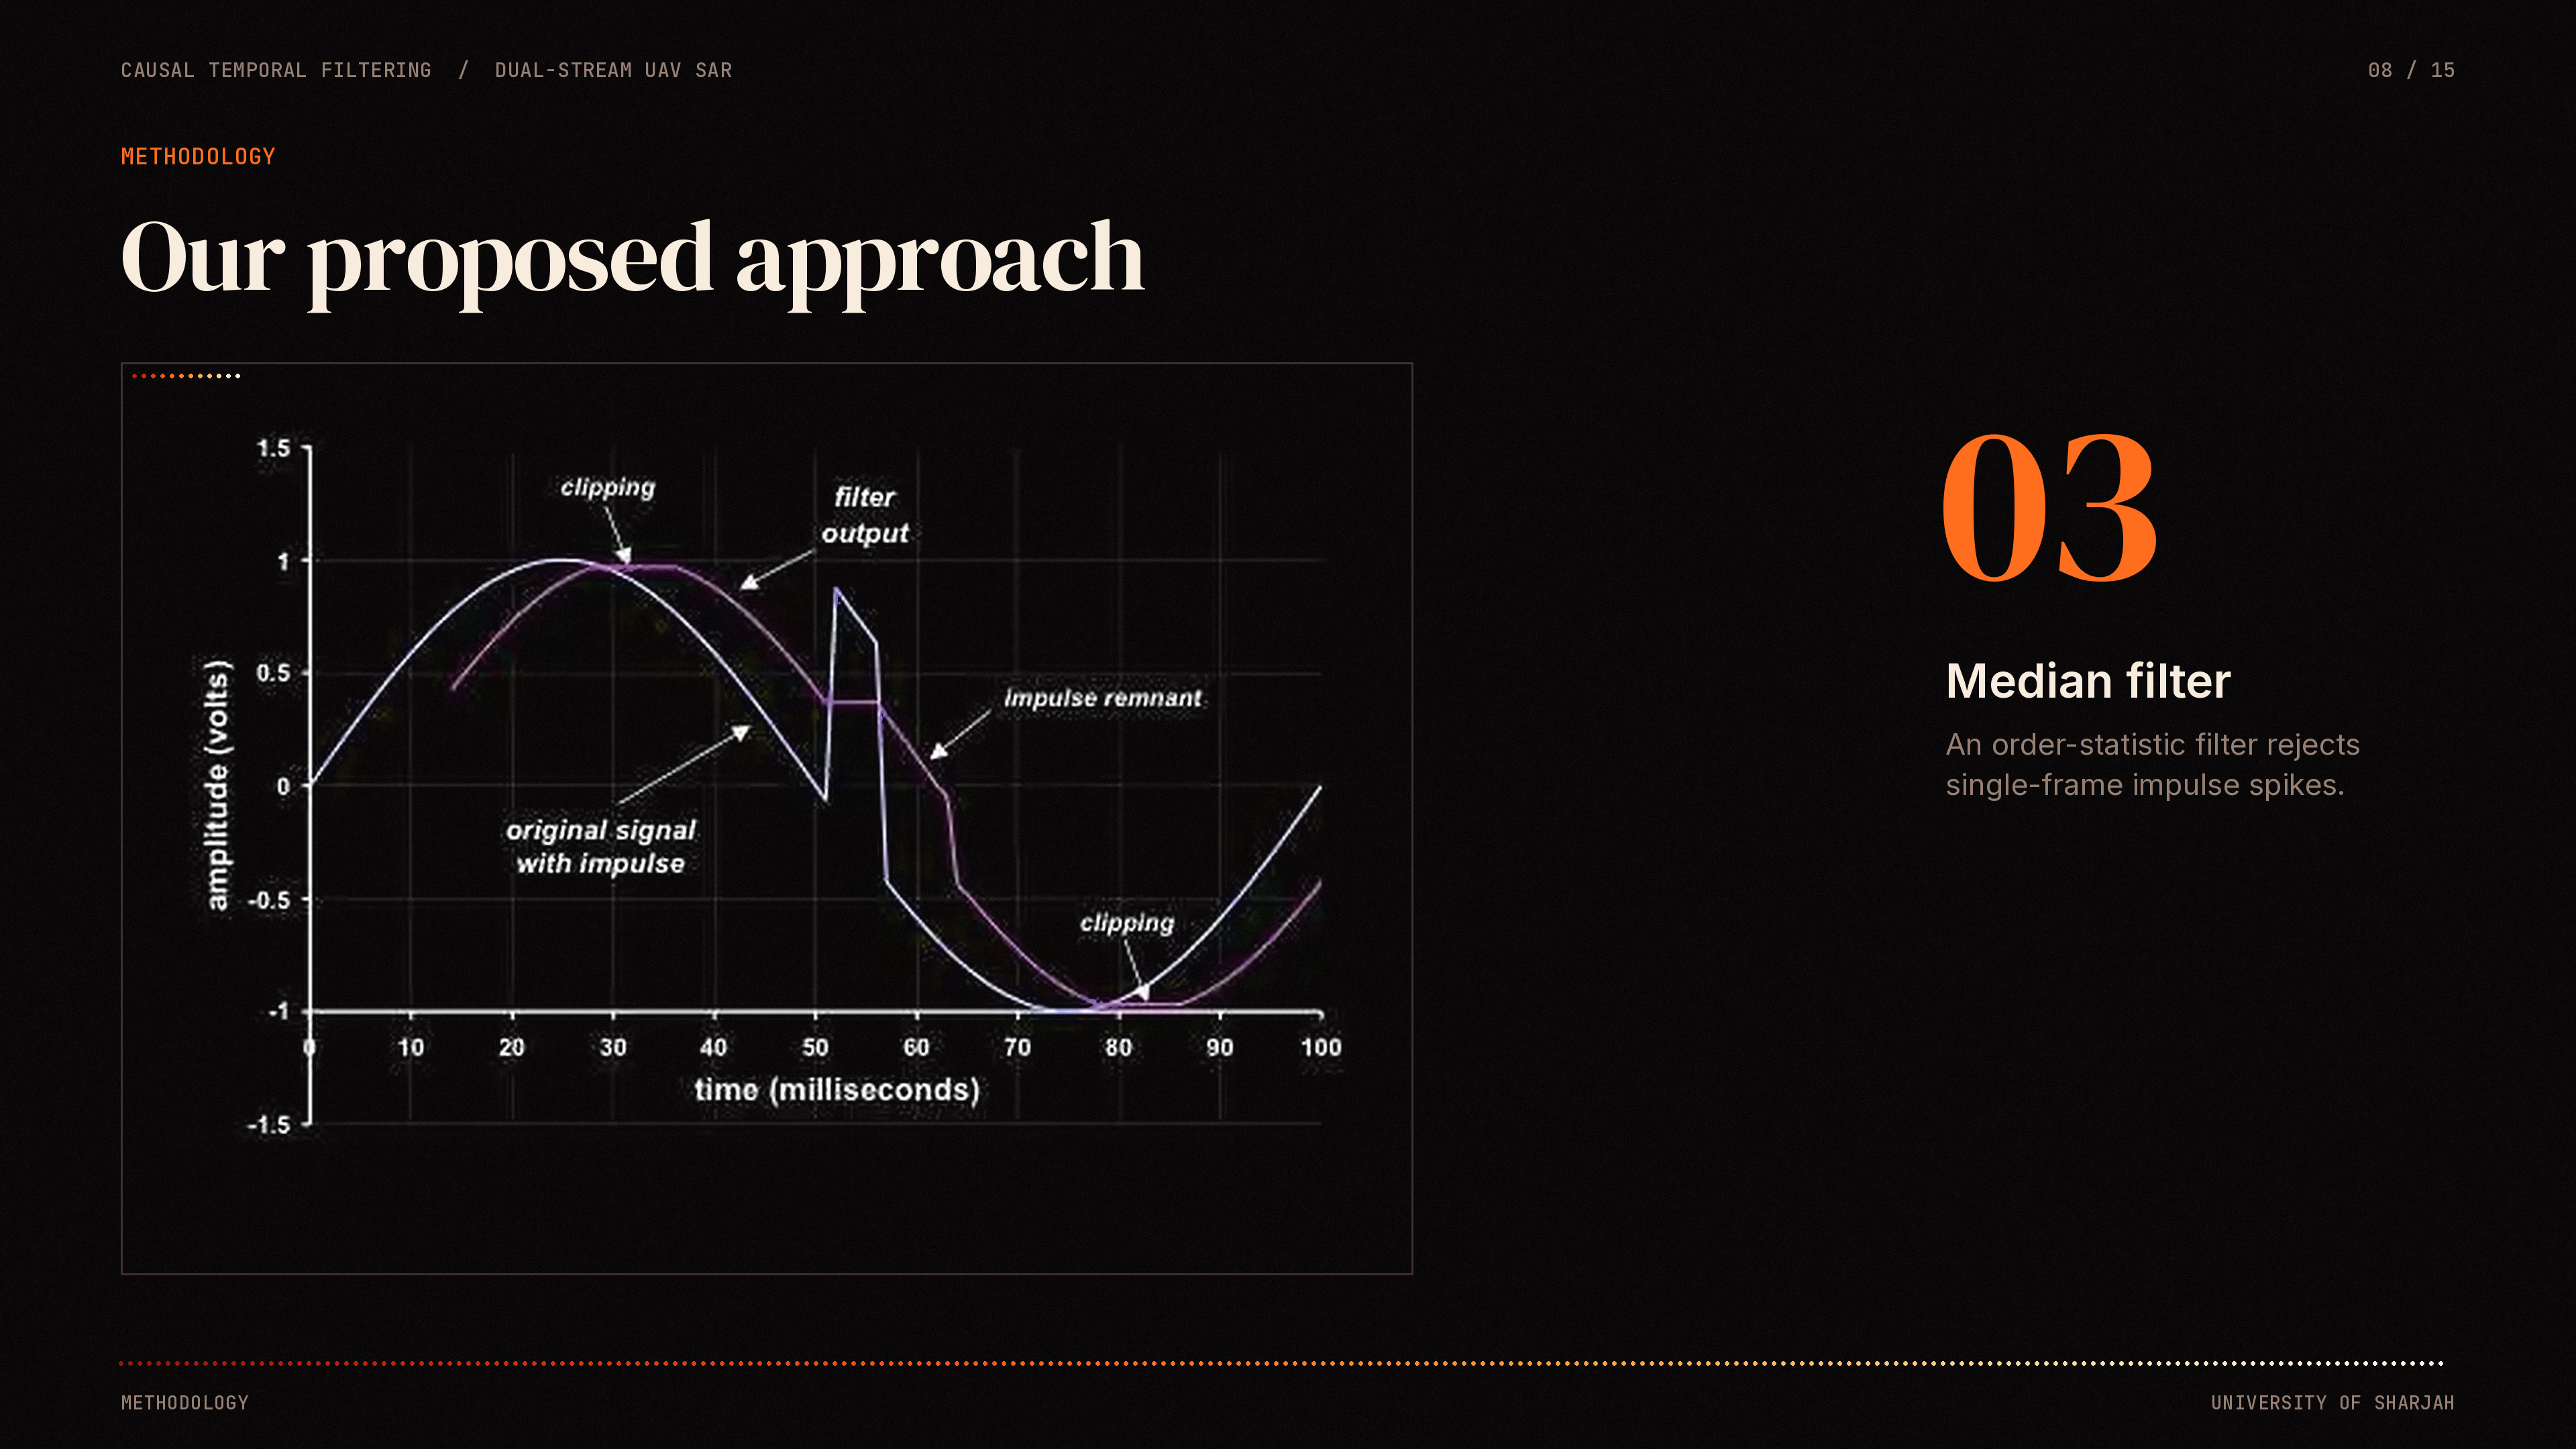 CAUSAL TEMPORAL FILTERING / DUAL-STREAM UAV SAR
08 / 15
METHODOLOGY
Our proposed approach
1.5
1
0.5
0
-0.5
-1
-1.5
amplitude (volts)
clipping
filter
output
impulse remnant
original signal
with impulse
clipping
0 10 20 30 40 50 60 70 80 90 100
time (milliseconds)
03
Median filter
An order-statistic filter rejects
single-frame impulse spikes.
METHODOLOGY
UNIVERSITY OF SHARJAH